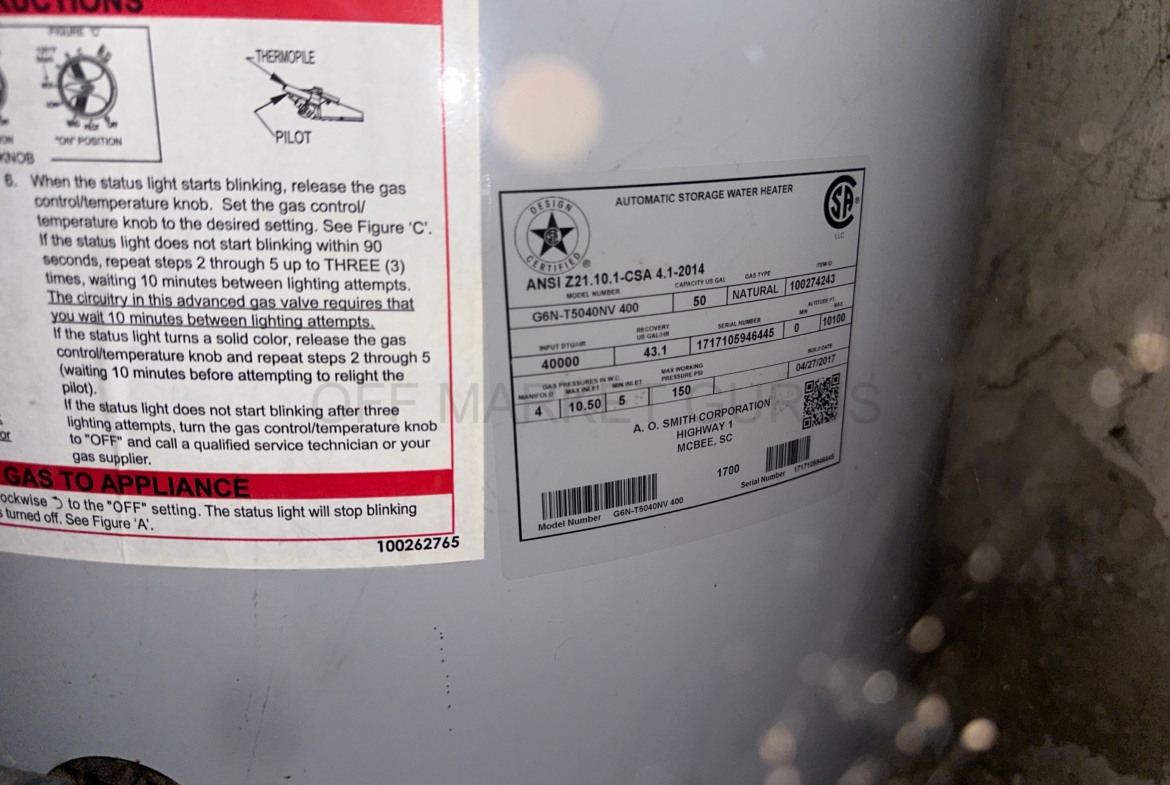 RUCTIONS
FIGURE 'C'
THERMOPILE
PILOT
"ON" POSITION
KNOB
6. When the status light starts blinking, release the gas
control/temperature knob. Set the gas control/
temperature knob to the desired setting. See Figure 'C'.
If the status light does not start blinking within 90
seconds, repeat steps 2 through 5 up to THREE (3)
times, waiting 10 minutes between lighting attempts.
The circuitry in this advanced gas valve requires that
you wait 10 minutes between lighting attempts.
If the status light turns a solid color, release the gas
control/temperature knob and repeat steps 2 through 5
(waiting 10 minutes before attempting to relight the
pilot).
If the status light does not start blinking after three
lighting attempts, turn the gas control/temperature knob
to "OFF" and call a qualified service technician or your
gas supplier.
or
GAS TO APPLIANCE
ockwise to the "OFF" setting. The status light will stop blinking
s turned off. See Figure 'A'.
100262765
DESIGN
CERTIFIED
®
AUTOMATIC STORAGE WATER HEATER
SA ®
LLC
ANSI Z21.10.1-CSA 4.1-2014
MODEL NUMBER CAPACITY US GAL GAS TYPE ITEM ID
G6N-T5040NV 400 50 NATURAL 100274243
INPUT BTU/HR RECOVERY US GAL/HR SERIAL NUMBER ALTITUDE FT. MIN MAX
40000 43.1 1717105946445 0 10100
GAS PRESSURES IN W.C. MAX WORKING PRESSURE PSI BUILD DATE
MANIFOLD MAX INLET MIN INLET
4 10.50 5 150 04/27/2017
A. O. SMITH CORPORATION
HIGHWAY 1
MCBEE, SC
1700
Model Number G6N-T5040NV 400
Serial Number 1717105946445
OFF MARKET GURUS